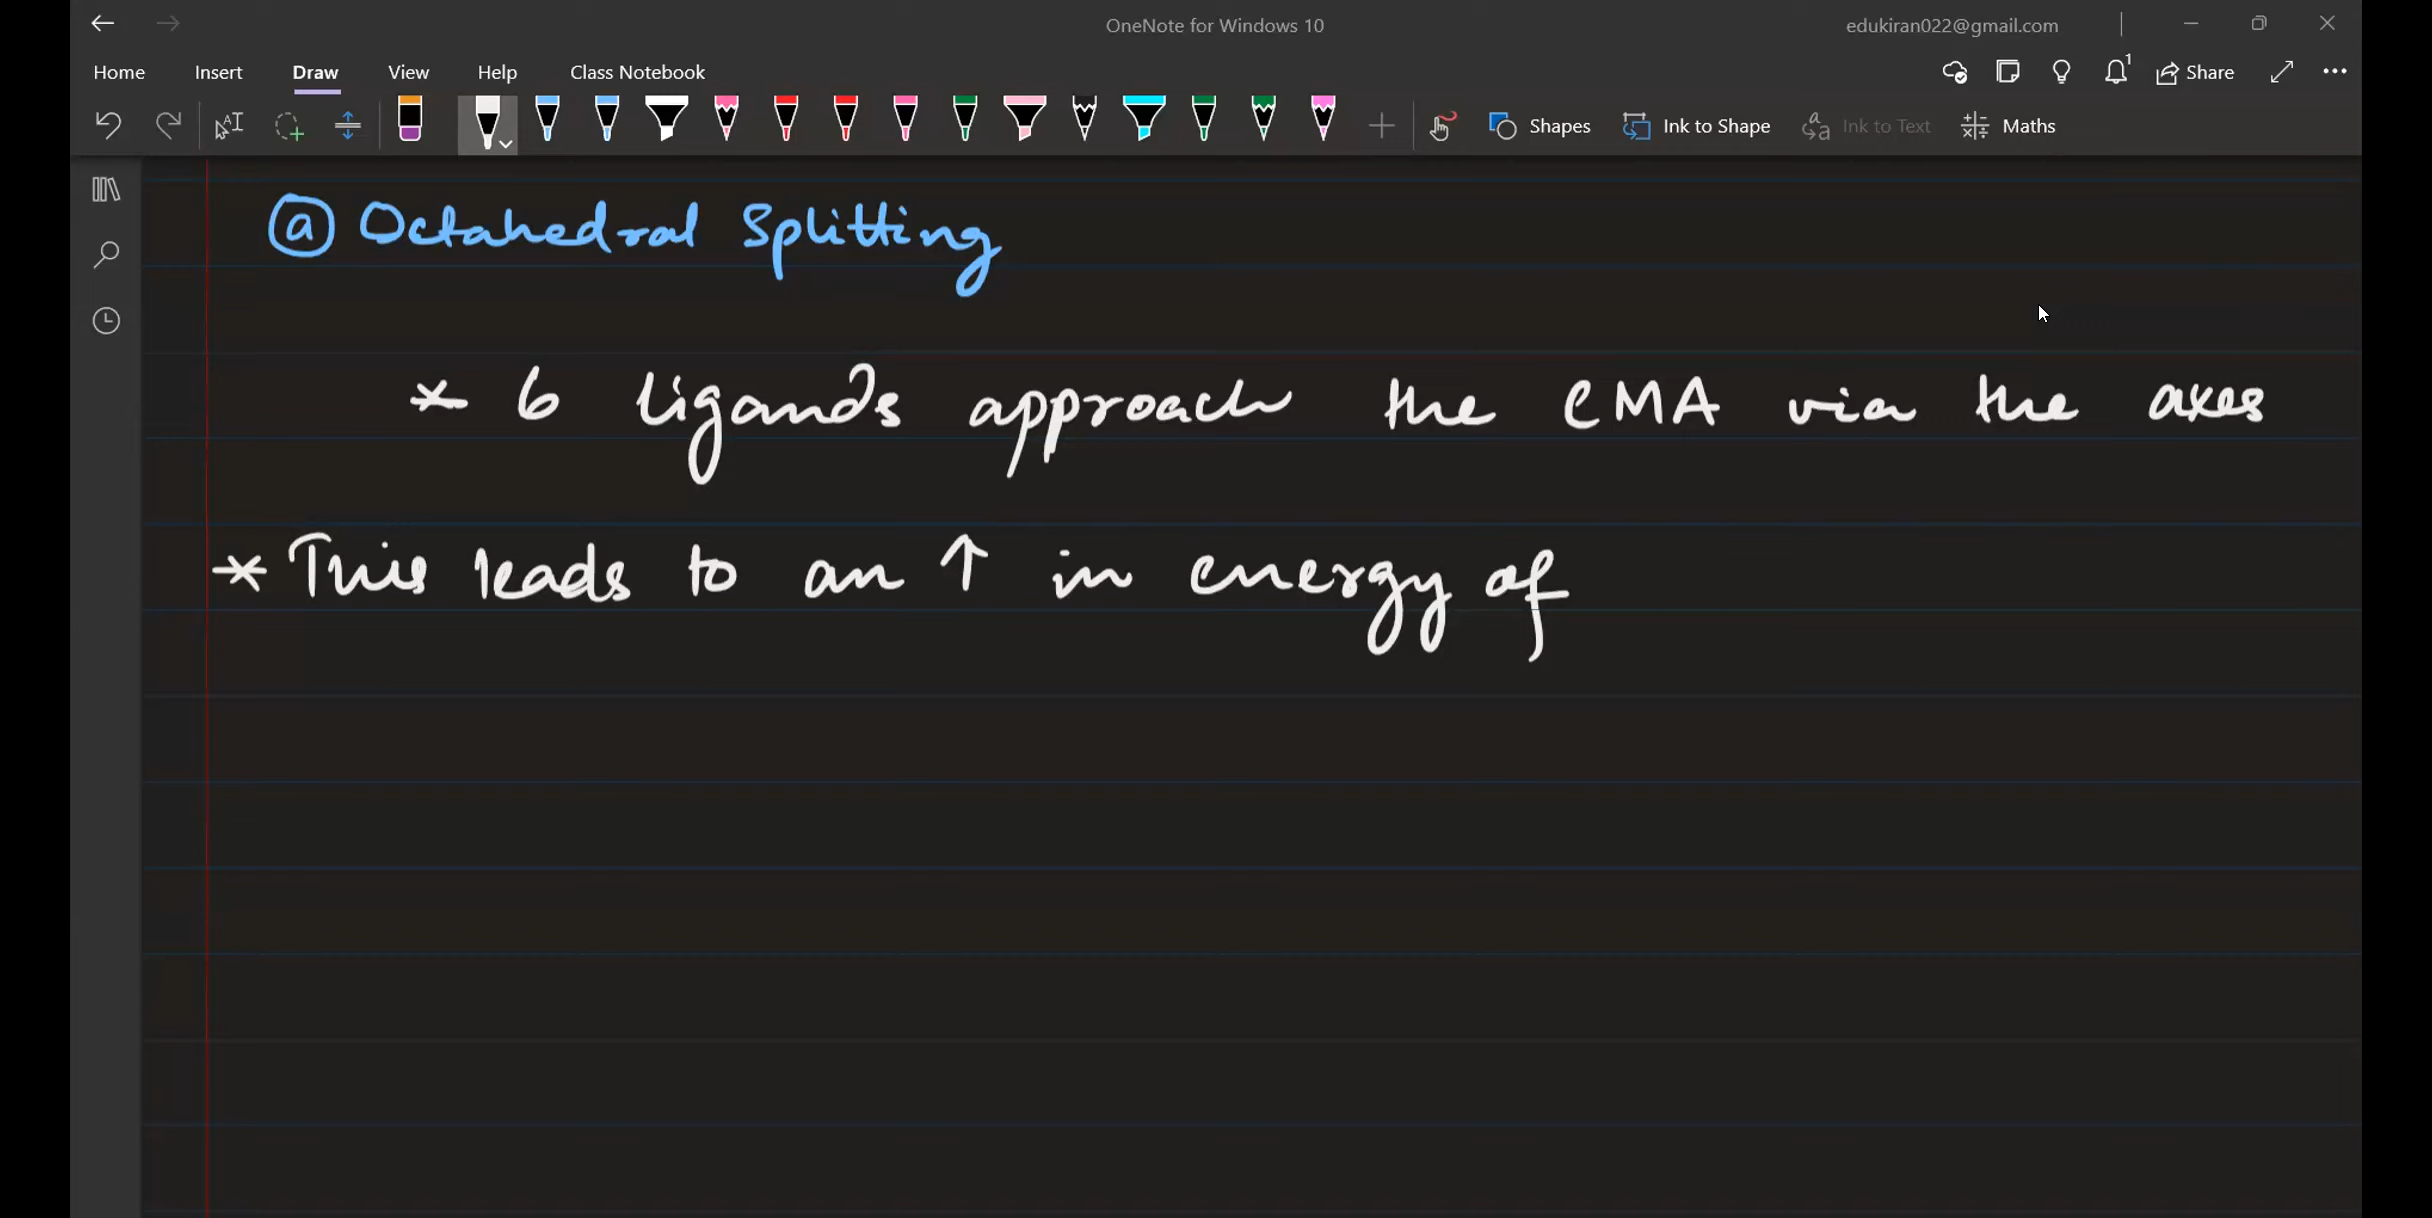 OneNote for Windows 10
edukiran022@gmail.com
Home Insert Draw View Help Class Notebook
1 Share
Shapes Ink to Shape Ink to Text Maths
ⓐ Octahedral Splitting
* 6 ligands approach the CMA via the axes
* This leads to an ↑ in energy of